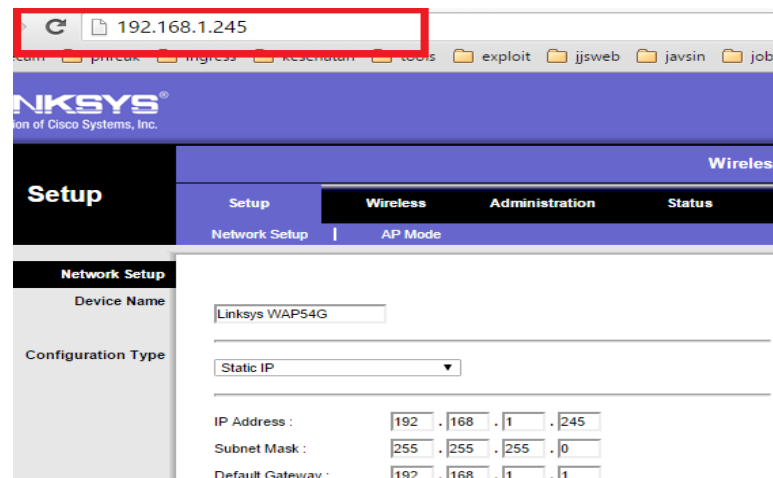 192.168.1.245
exploit jjsweb javsin job
NKSYS®
ion of Cisco Systems, Inc.
Wireles
Setup
Setup Wireless Administration Status
Network Setup | AP Mode
Network Setup
Device Name
Linksys WAP54G
Configuration Type
Static IP
IP Address : 192 . 168 . 1 . 245
Subnet Mask : 255 . 255 . 255 . 0
Default Gateway : 192 . 168 . 1 . 1